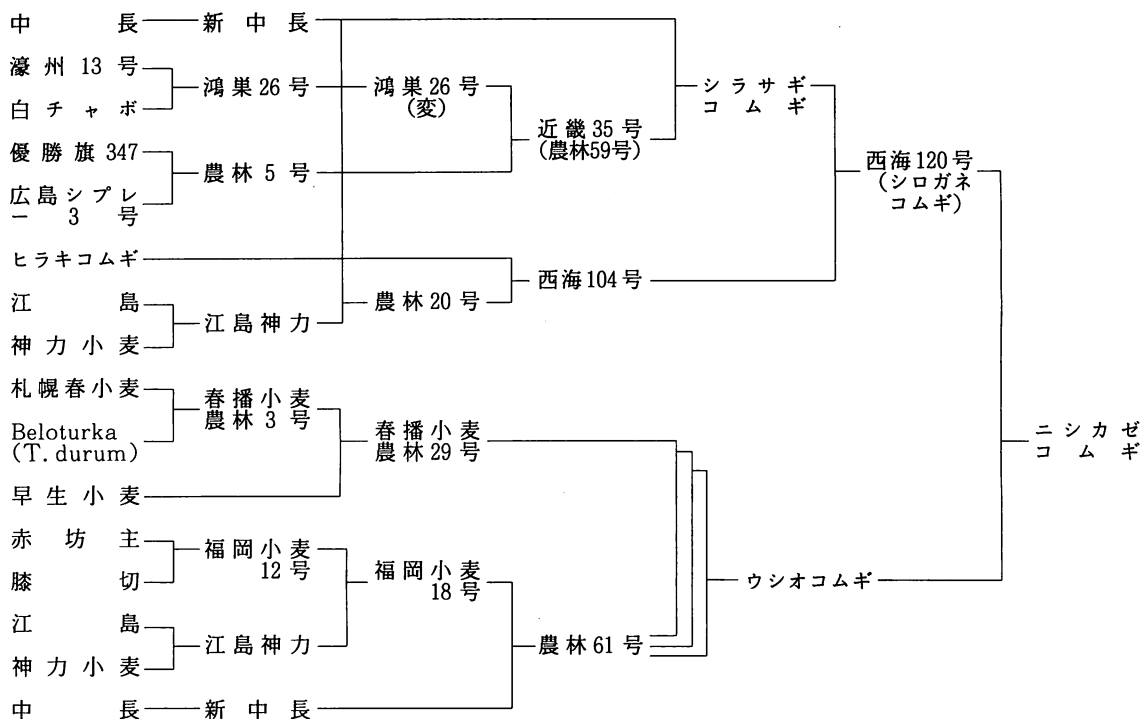 中長
新中長
濠州13号
白チャボ
鴻巣26号
鴻巣26号
(変)
優勝旗347
広島シプレ
ー3号
農林5号
近畿35号
(農林59号)
シラサギ
コムギ
西海120号
(シロガネ
コムギ)
ヒラキコムギ
江島
神力小麦
江島神力
農林20号
西海104号
札幌春小麦
Beloturka
(T. durum)
春播小麦
農林3号
早生小麦
春播小麦
農林29号
ニシカゼ
コムギ
赤坊主
膝切
福岡小麦
12号
福岡小麦
18号
江島
神力小麦
江島神力
農林61号
ウシオコムギ
中長
新中長